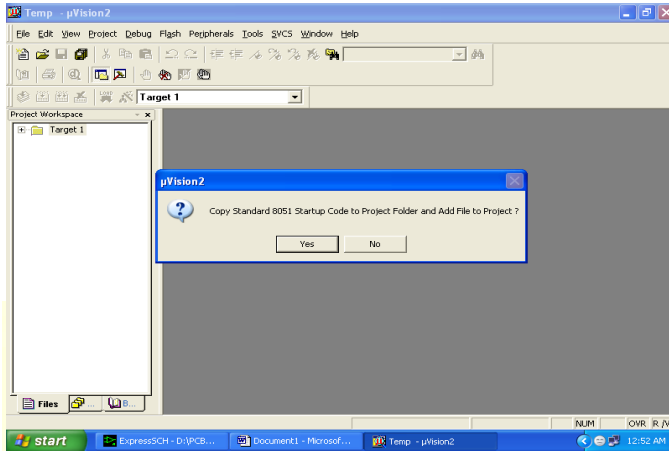 Temp - µVision2
File Edit View Project Debug Flash Peripherals Tools SVCS Window Help
LOAD Target 1
Project Workspace
Target 1
µVision2
Copy Standard 8051 Startup Code to Project Folder and Add File to Project ?
Yes No
Files ... B...
NUM OVR R /W
start ExpressSCH - D:\PCB... Document1 - Microsof... Temp - µVision2 12:52 AM